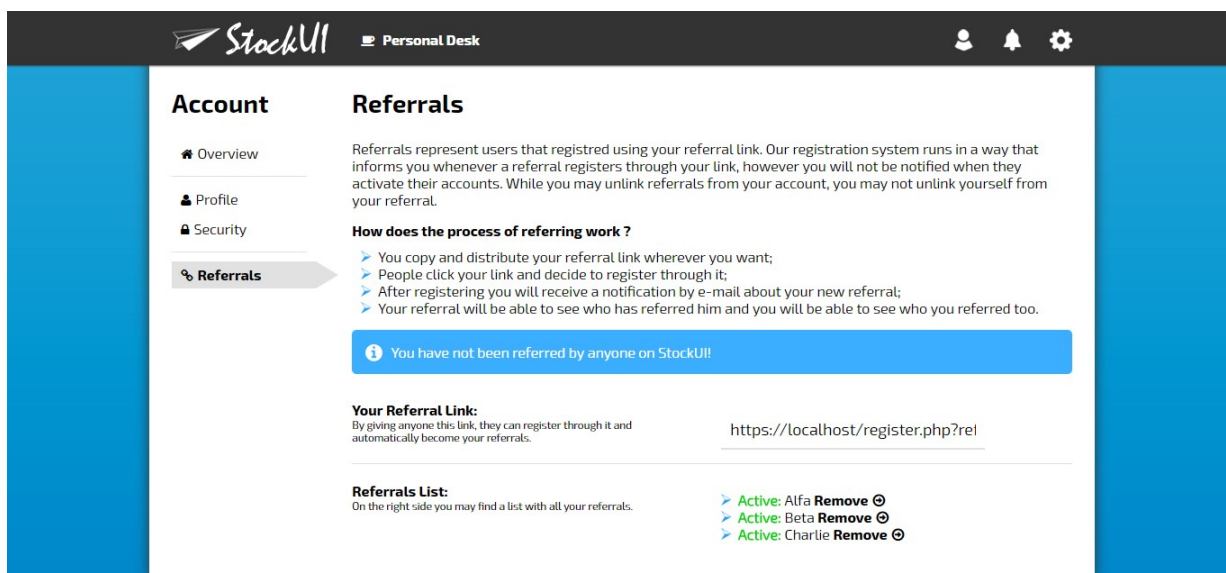 StockUI
Personal Desk
Account
Overview
Profile
Security
Referrals
Referrals
Referrals represent users that registred using your referral link. Our registration system runs in a way that
informs you whenever a referral registers through your link, however you will not be notified when they
activate their accounts. While you may unlink referrals from your account, you may not unlink yourself from
your referral.
How does the process of referring work ?
You copy and distribute your referral link wherever you want;
People click your link and decide to register through it;
After registering you will receive a notification by e-mail about your new referral;
Your referral will be able to see who has referred him and you will be able to see who you referred too.
You have not been referred by anyone on StockUI!
Your Referral Link:
By giving anyone this link, they can register through it and
automatically become your referrals.
https://localhost/register.php?ref
Referrals List:
On the right side you may find a list with all your referrals.
Active: Alfa Remove
Active: Beta Remove
Active: Charlie Remove